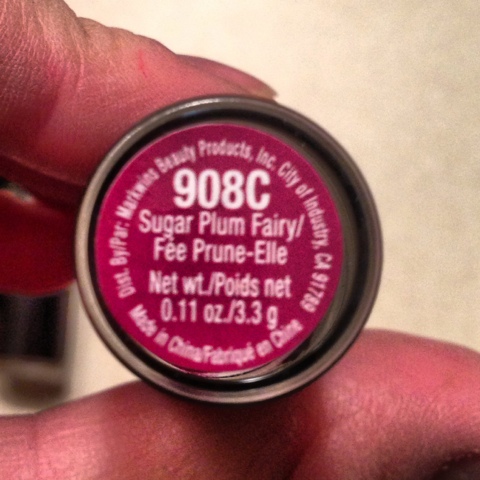 Dist. By/Par: Markwins Beauty Products, Inc. City of Industry, CA 91789
908C
Sugar Plum Fairy/
Fée Prune-Elle
Net wt./Poids net
0.11 oz./3.3 g
Made in China/Fabriqué en Chine